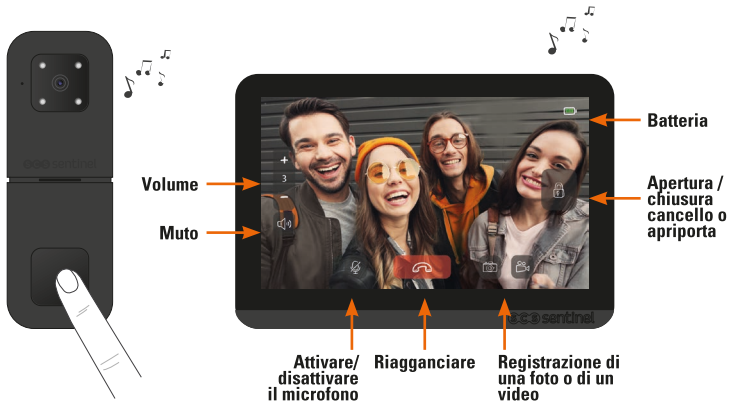 sentinel
Batteria
+
3
−
Volume
Apertura /
chiusura
cancello o
apriporta
Muto
sentinel
Attivare/
disattivare
il microfono
Riagganciare
Registrazione di
una foto o di un
video